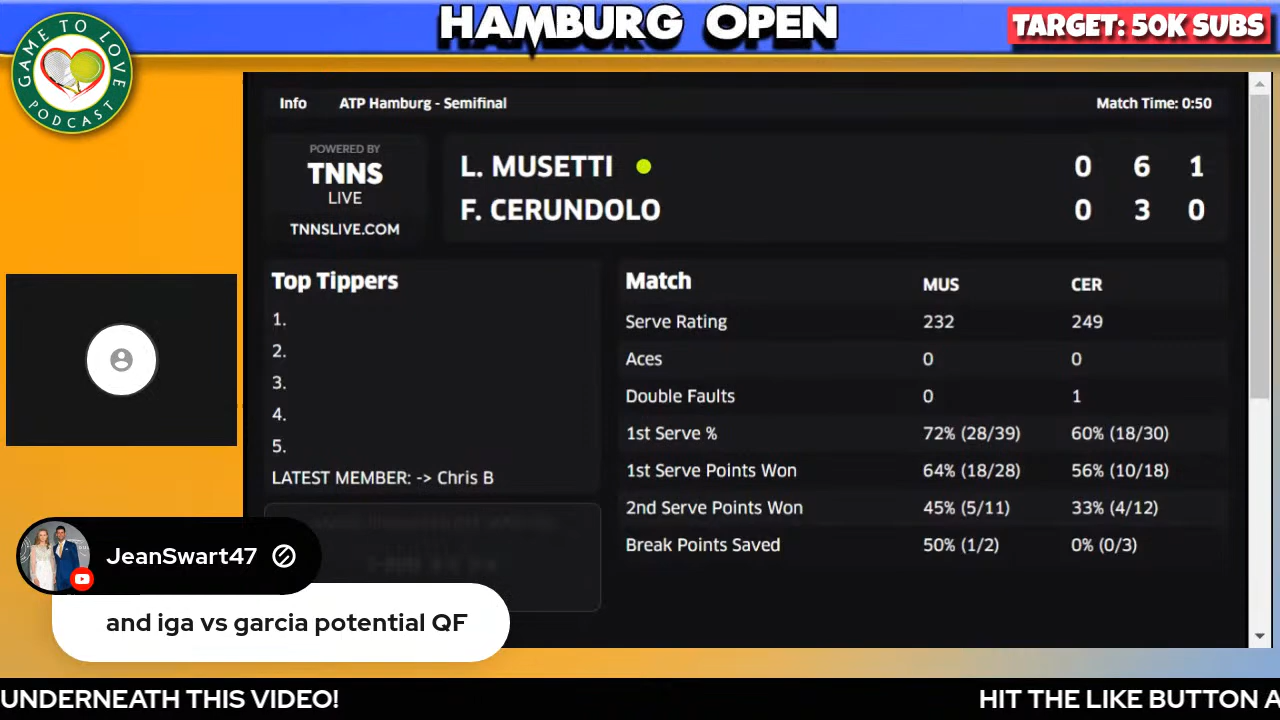 HAMBURG OPEN
TARGET: 50K SUBS
GAME TO LOVE
PODCAST
Info ATP Hamburg - Semifinal Match Time: 0:50
POWERED BY
TNNS
LIVE
TNNSLIVE.COM
L. MUSETTI 0 6 1
F. CERUNDOLO 0 3 0
Top Tippers
1.
2.
3.
4.
5.
LATEST MEMBER: -> Chris B
Match MUS CER
Serve Rating 232 249
Aces 0 0
Double Faults 0 1
1st Serve % 72% (28/39) 60% (18/30)
1st Serve Points Won 64% (18/28) 56% (10/18)
2nd Serve Points Won 45% (5/11) 33% (4/12)
Break Points Saved 50% (1/2) 0% (0/3)
JeanSwart47
and iga vs garcia potential QF
UNDERNEATH THIS VIDEO! HIT THE LIKE BUTTON A